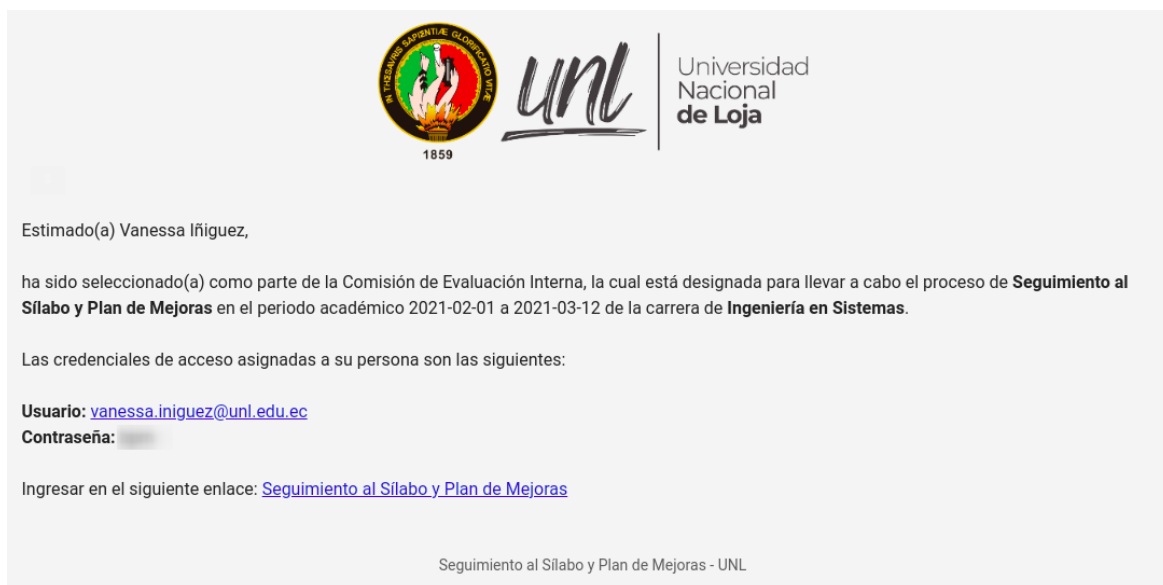 IN THESAVRIS SAPIENTIÆ GLORIFICATIO VITÆ
1859
unl
Universidad
Nacional
de Loja
Estimado(a) Vanessa Iñiguez,
ha sido seleccionado(a) como parte de la Comisión de Evaluación Interna, la cual está designada para llevar a cabo el proceso de Seguimiento al
Sílabo y Plan de Mejoras en el periodo académico 2021-02-01 a 2021-03-12 de la carrera de Ingeniería en Sistemas.
Las credenciales de acceso asignadas a su persona son las siguientes:
Usuario: vanessa.iniguez@unl.edu.ec
Contraseña:
Ingresar en el siguiente enlace: Seguimiento al Sílabo y Plan de Mejoras
Seguimiento al Sílabo y Plan de Mejoras - UNL